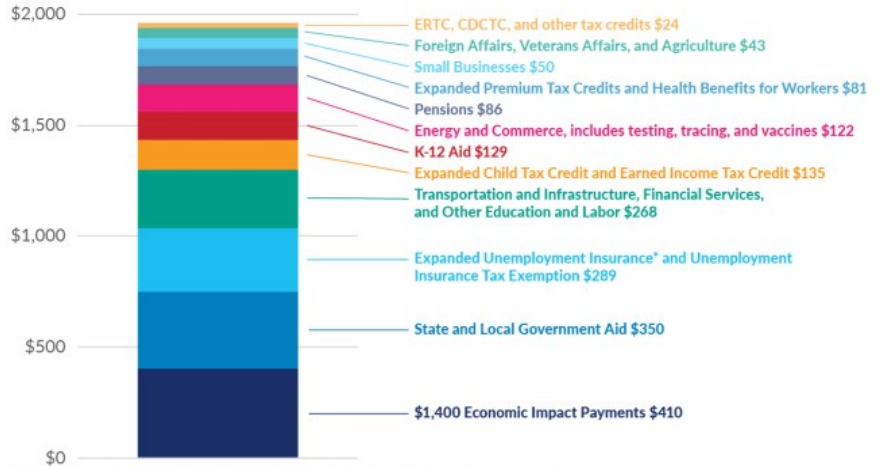 $2,000
$1,500
$1,000
$500
$0
ERTC, CDCTC, and other tax credits $24
Foreign Affairs, Veterans Affairs, and Agriculture $43
Small Businesses $50
Expanded Premium Tax Credits and Health Benefits for Workers $81
Pensions $86
Energy and Commerce, includes testing, tracing, and vaccines $122
K-12 Aid $129
Expanded Child Tax Credit and Earned Income Tax Credit $135
Transportation and Infrastructure, Financial Services,
and Other Education and Labor $268
Expanded Unemployment Insurance* and Unemployment
Insurance Tax Exemption $289
State and Local Government Aid $350
$1,400 Economic Impact Payments $410